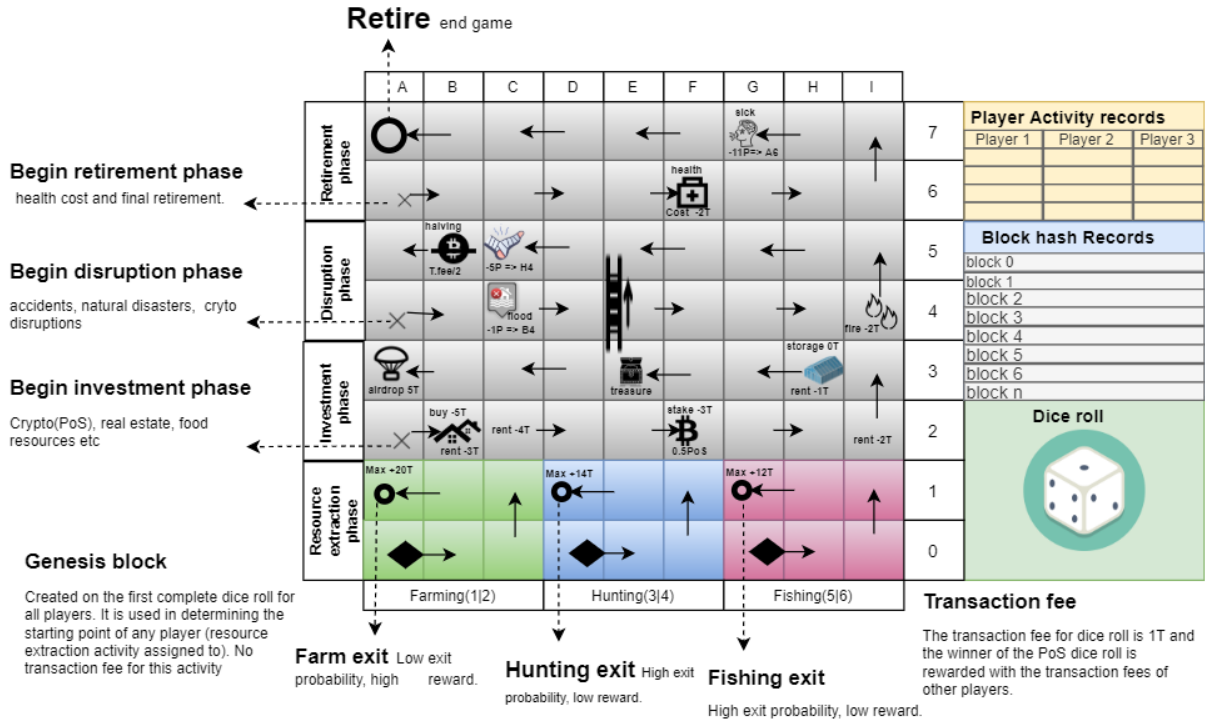 Retire end game
A B C D E F G H I
Retirement phase
sick
-11P=> A6
7
Player Activity records
Player 1 Player 2 Player 3
Begin retirement phase
health cost and final retirement.
health
Cost -2T
6
Disruption phase
halving
T.fee/2
-5P => H4
5
Block hash Records
block 0
block 1
block 2
block 3
block 4
block 5
block 6
block n
Begin disruption phase
accidents, natural disasters, cryto
disruptions
flood
-1P => B4
fire -2T
4
Investment phase
airdrop 5T
treasure
storage 0T
rent -1T
3
Begin investment phase
Crypto(PoS), real estate, food
resources etc
buy -5T
rent -3T
rent -4T
stake -3T
0.5Po$
rent -2T
2
Dice roll
Resource extraction phase
Max +20T
Max +14T
Max +12T
1
0
Farming(1|2) Hunting(3|4) Fishing(5|6)
Genesis block
Created on the first complete dice roll for
all players. It is used in determining the
starting point of any player (resource
extraction activity assigned to). No
transaction fee for this activity
Farm exit Low exit
probability, high reward.
Hunting exit High exit
probability, low reward.
Fishing exit
High exit probability, low reward.
Transaction fee
The transaction fee for dice roll is 1T and
the winner of the PoS dice roll is
rewarded with the transaction fees of
other players.